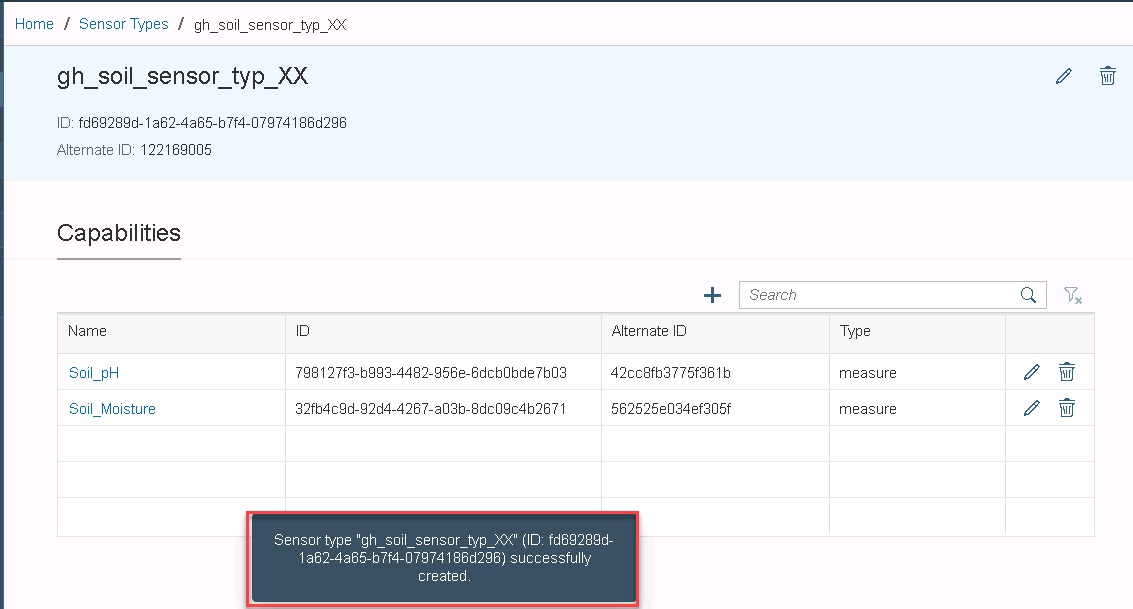 Home / Sensor Types / gh_soil_sensor_typ_XX
gh_soil_sensor_typ_XX
ID: fd69289d-1a62-4a65-b7f4-07974186d296
Alternate ID: 122169005
Capabilities
Search
Name ID Alternate ID Type
Soil_pH 798127f3-b993-4482-956e-6dcb0bde7b03 42cc8fb3775f361b measure
Soil_Moisture 32fb4c9d-92d4-4267-a03b-8dc09c4b2671 562525e034ef305f measure
Sensor type "gh_soil_sensor_typ_XX" (ID: fd69289d-
1a62-4a65-b7f4-07974186d296) successfully
created.